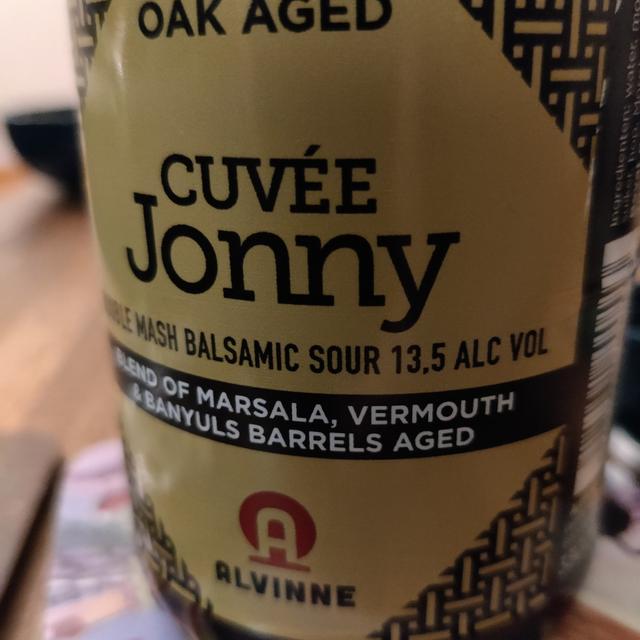 OAK AGED
CUVÉE
Jonny
MASH BALSAMIC SOUR 13,5 ALC VOL
BLEND OF MARSALA, VERMOUTH
& BANYULS BARRELS AGED
A
ALVINNE